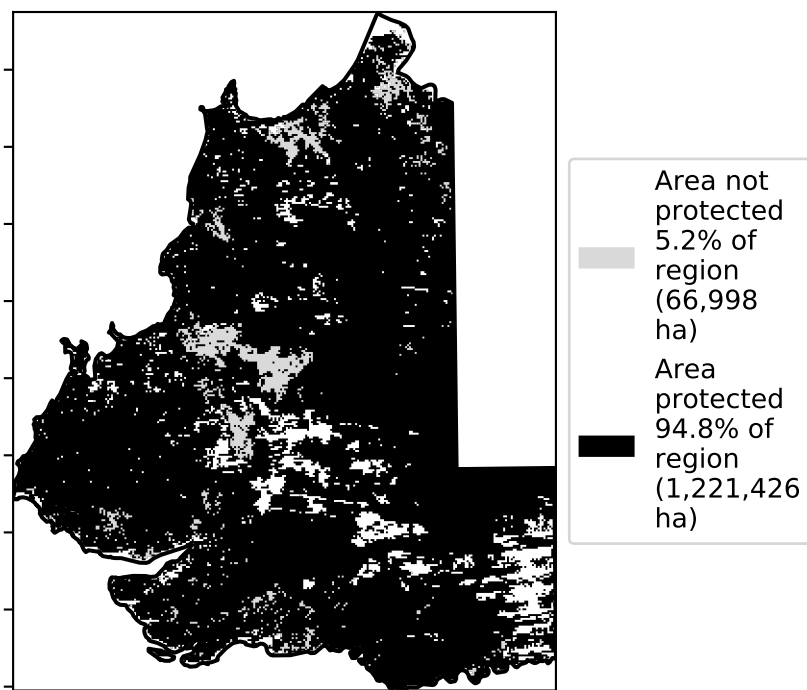 Area not
protected
5.2% of
region
(66,998
ha)
Area
protected
94.8% of
region
(1,221,426
ha)